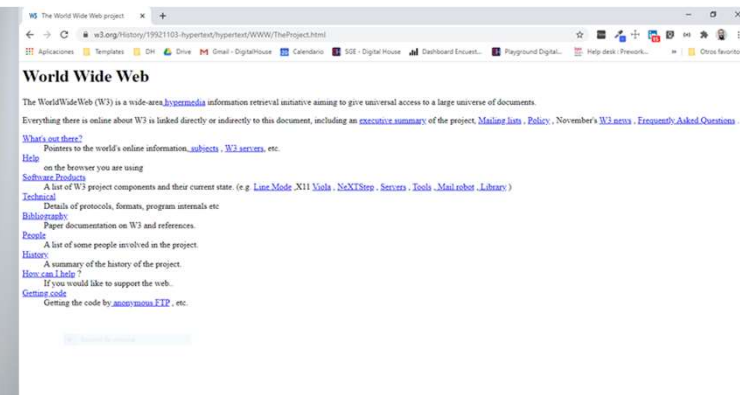 The World Wide Web project
w3.org/History/19921103-hypertext/hypertext/WWW/TheProject.html
Aplicaciones Templates DH Drive Gmail - DigitalHouse Calendario SGE - Digital House Dashboard Encuest... Playground Digital... Help desk : Prework... Otros favorito
World Wide Web
The WorldWideWeb (W3) is a wide-area hypermedia information retrieval initiative aiming to give universal access to a large universe of documents.
Everything there is online about W3 is linked directly or indirectly to this document, including an executive summary of the project, Mailing lists , Policy , November's W3 news , Frequently Asked Questions .
What's out there?
Pointers to the world's online information, subjects , W3 servers, etc.
Help
on the browser you are using
Software Products
A list of W3 project components and their current state. (e.g. Line Mode ,X11 Viola , NeXTStep , Servers , Tools , Mail robot , Library )
Technical
Details of protocols, formats, program internals etc
Bibliography
Paper documentation on W3 and references.
People
A list of some people involved in the project.
History
A summary of the history of the project.
How can I help ?
If you would like to support the web..
Getting code
Getting the code by anonymous FTP , etc.